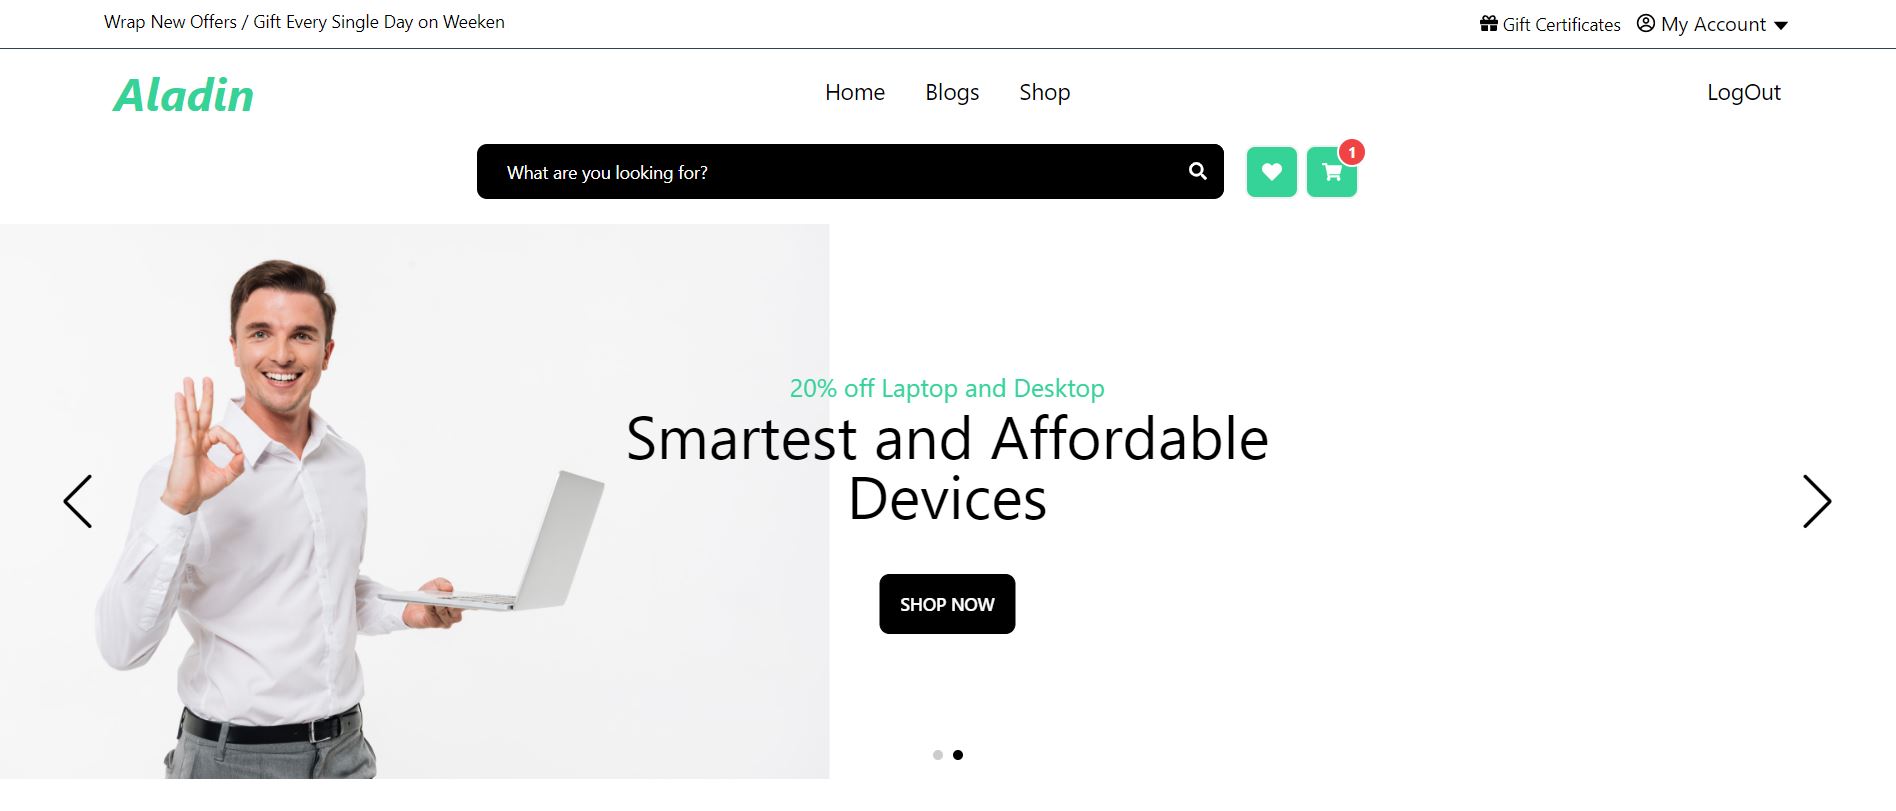 Wrap New Offers / Gift Every Single Day on Weeken
Gift Certificates
My Account
Aladin
Home
Blogs
Shop
LogOut
What are you looking for?
1
20% off Laptop and Desktop
Smartest and Affordable
Devices
SHOP NOW